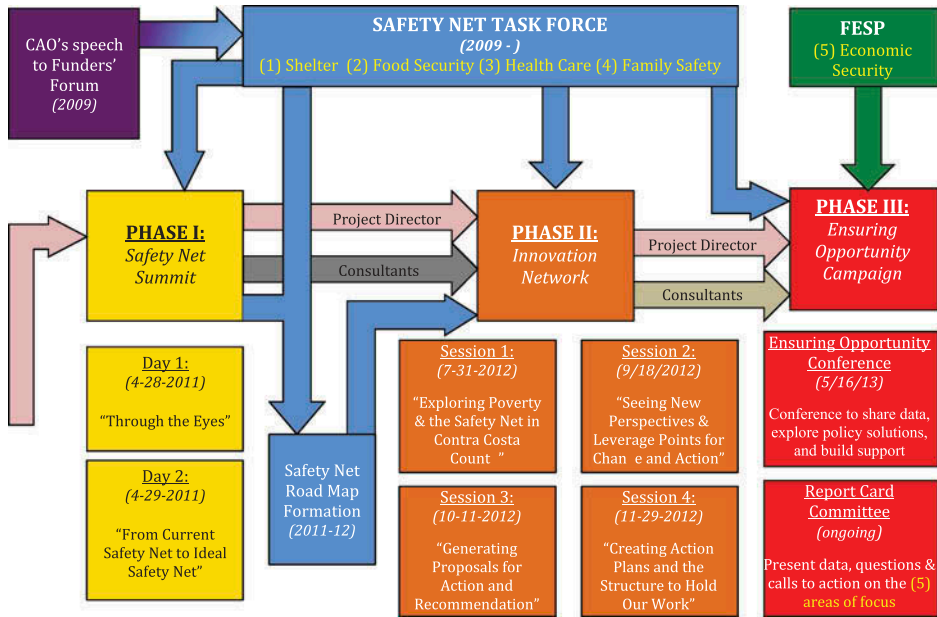 CAO’s speech
to Funders’
Forum
(2009)
SAFETY NET TASK FORCE
(2009 - )
(1) Shelter (2) Food Security (3) Health Care (4) Family Safety
FESP
(5) Economic
Security
PHASE I:
Safety Net
Summit
Project Director
Consultants
PHASE II:
Innovation
Network
Project Director
Consultants
PHASE III:
Ensuring
Opportunity
Campaign
Day 1:
(4-28-2011)
“Through the Eyes”
Day 2:
(4-29-2011)
“From Current
Safety Net to Ideal
Safety Net”
Safety Net
Road Map
Formation
(2011-12)
Session 1:
(7-31-2012)
“Exploring Poverty
& the Safety Net in
Contra Costa
Count ”
Session 2:
(9/18/2012)
“Seeing New
Perspectives &
Leverage Points for
Chan e and Action”
Session 3:
(10-11-2012)
“Generating
Proposals for
Action and
Recommendation”
Session 4:
(11-29-2012)
“Creating Action
Plans and the
Structure to Hold
Our Work”
Ensuring Opportunity
Conference
(5/16/13)
Conference to share data,
explore policy solutions,
and build support
Report Card
Committee
(ongoing)
Present data, questions &
calls to action on the (5)
areas of focus